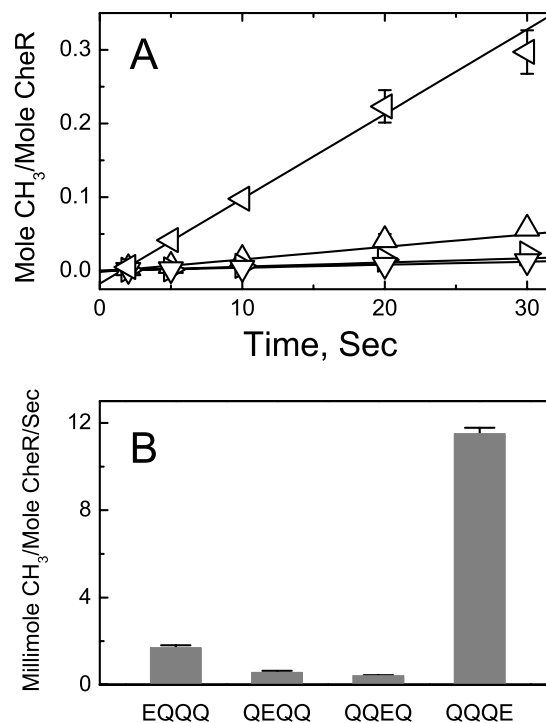 A
0.3
0.2
0.1
0.0
Mole CH₃/Mole CheR
0
10
20
30
Time, Sec
B
12
8
4
0
Millimole CH₃/Mole CheR/Sec
EQQQ QEQQ QQEQ QQQE